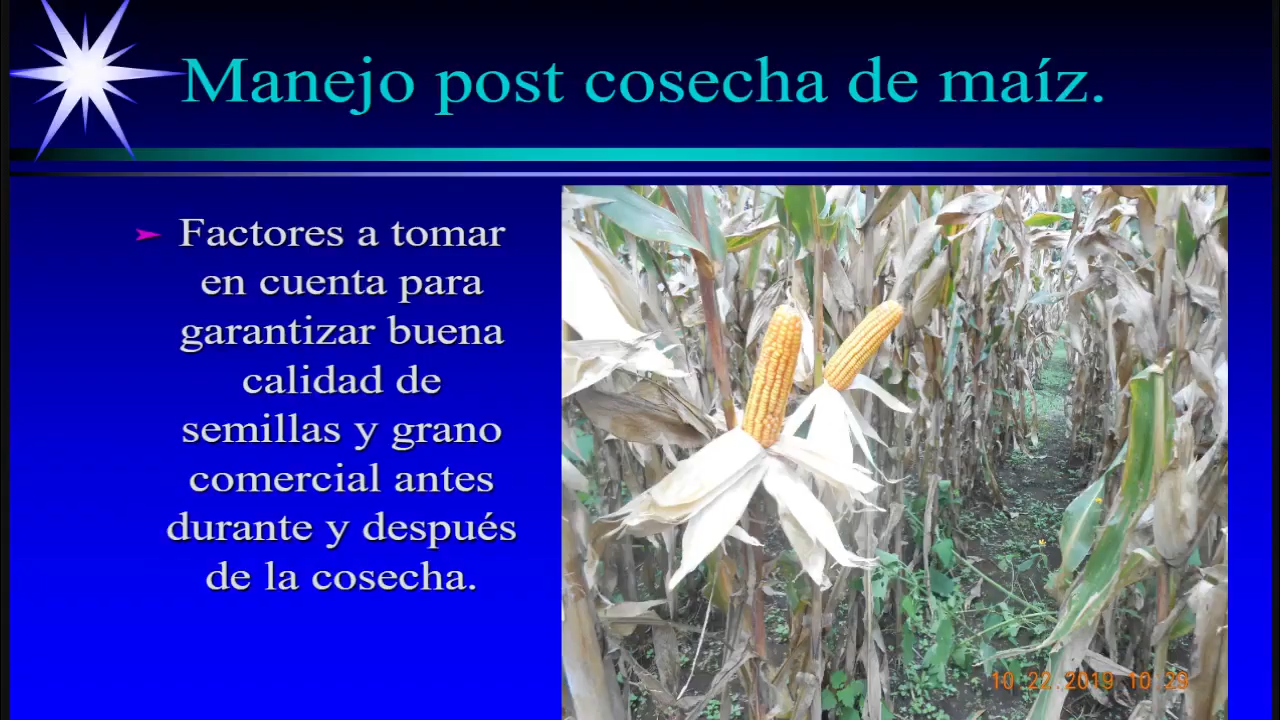 Manejo post cosecha de maíz.
Factores a tomar
en cuenta para
garantizar buena
calidad de
semillas y grano
comercial antes
durante y después
de la cosecha.
10 22 2019 10 29